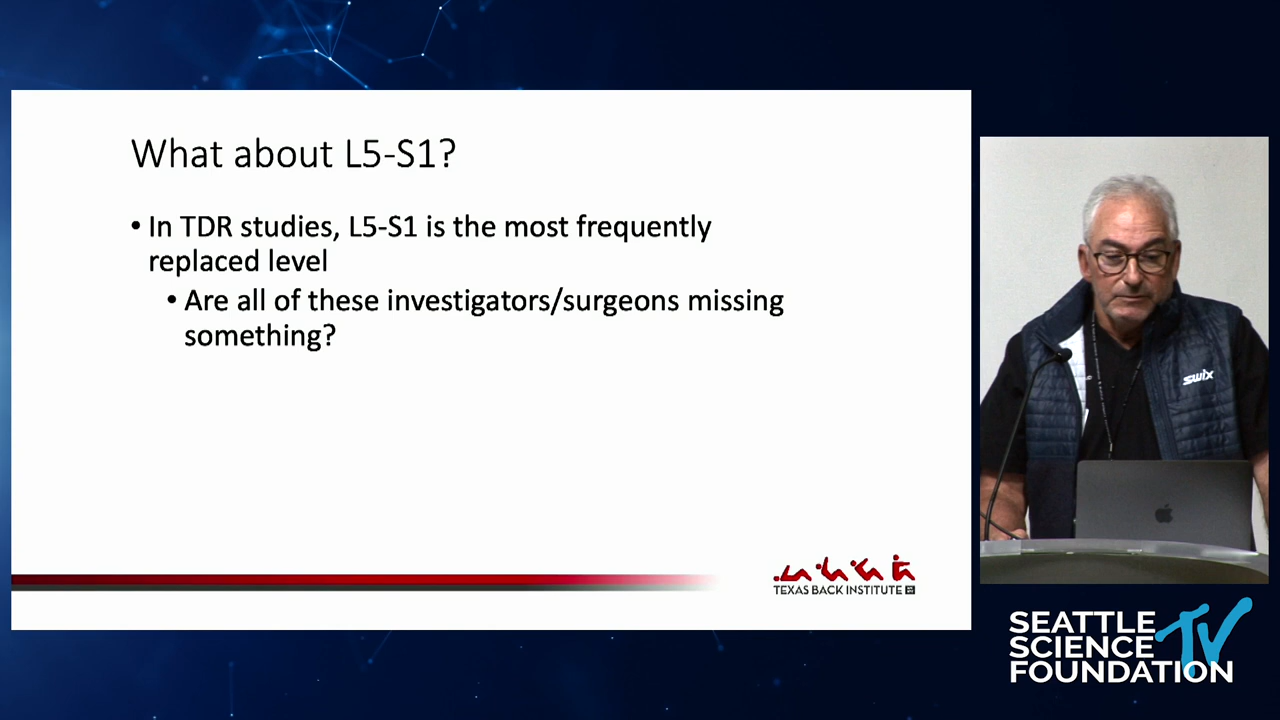 What about L5-S1?
• In TDR studies, L5-S1 is the most frequently
replaced level
• Are all of these investigators/surgeons missing
something?
TEXAS BACK INSTITUTE
swix
SEATTLE
SCIENCE
FOUNDATION
TV